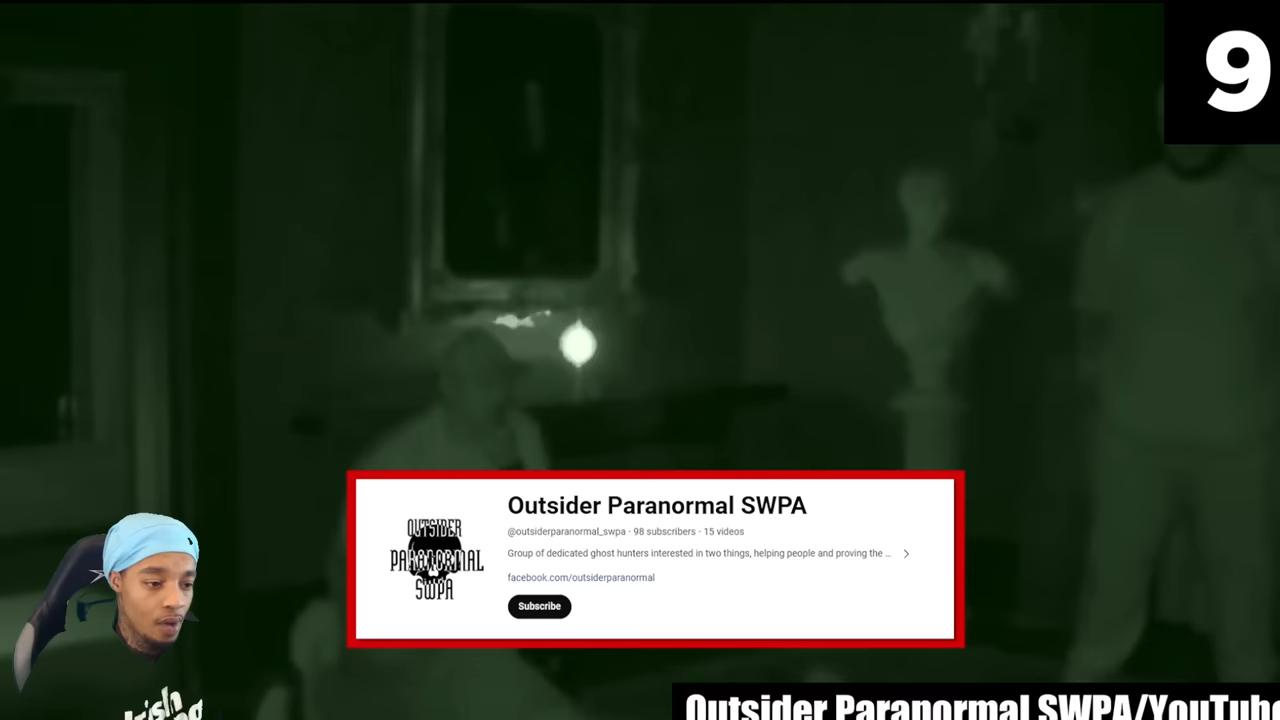 9
Outsider Paranormal SWPA
@outsiderparanormal_swpa · 98 subscribers · 15 videos
Group of dedicated ghost hunters interested in two things, helping people and proving the ...
facebook.com/outsiderparanormal
Subscribe
OUTSIDER
PARANORMAL
SWPA
Outsider Paranormal SWPA/YouTube